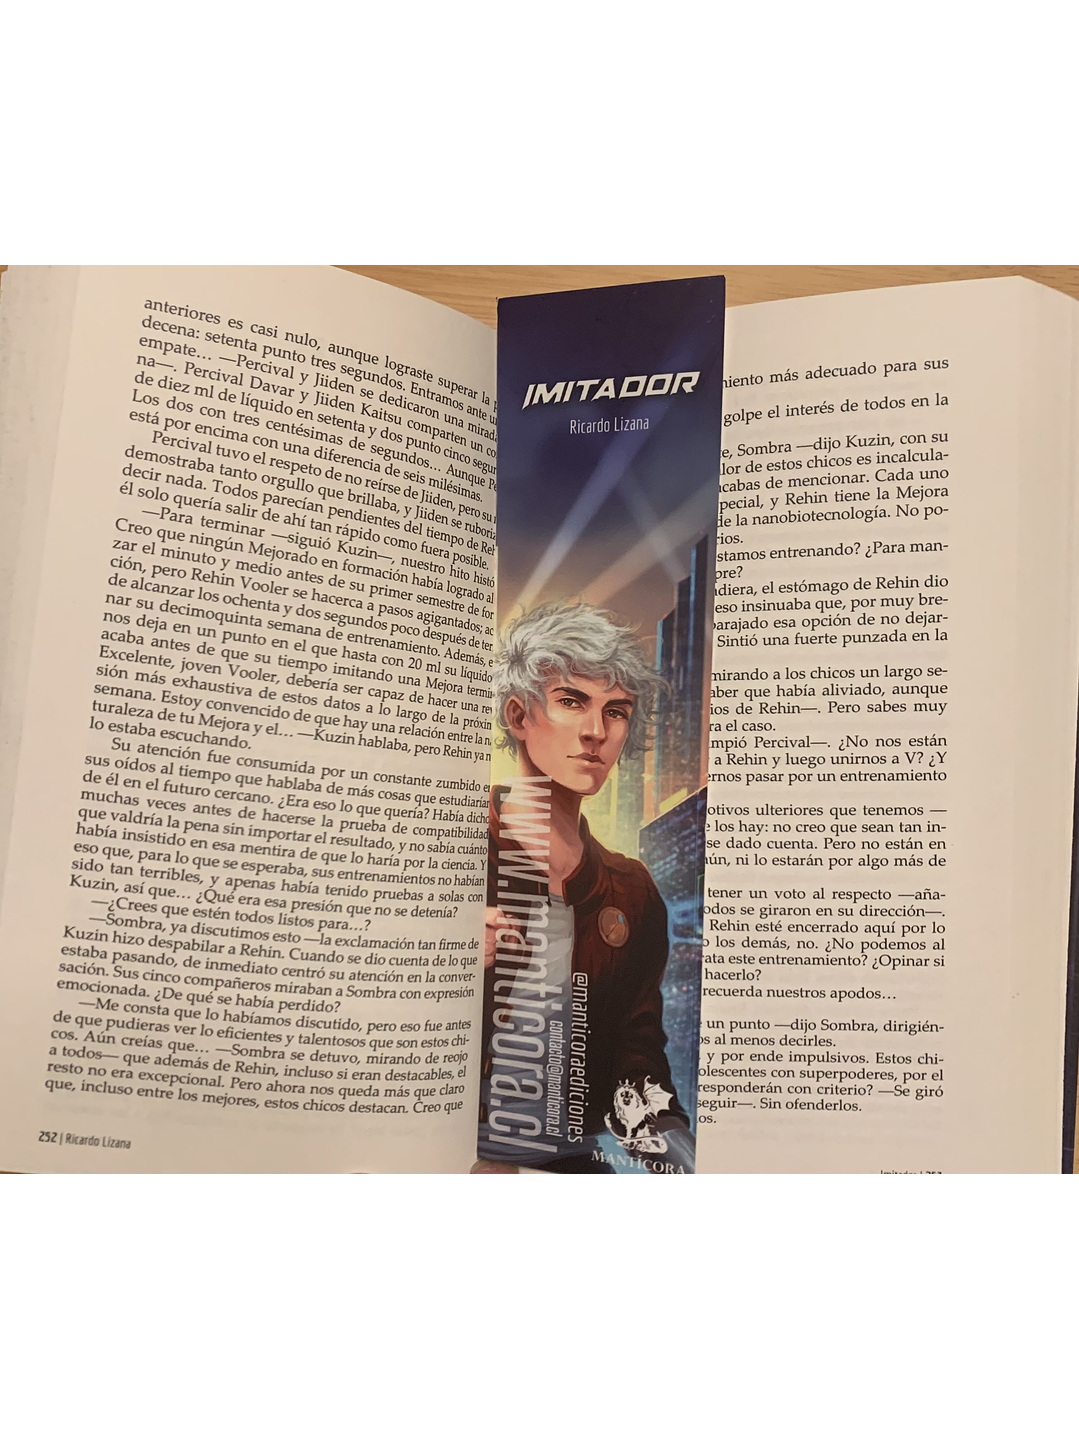 anteriores es casi nulo, aunque lograste superar la
decena: setenta punto tres segundos. Entramos ante
empate… —Percival y Jiiden se dedicaron una mirad
na—. Percival Davar y Jiiden Kaitsu comparten un
de diez ml de líquido en setenta y dos punto cinco segu
Los dos con tres centésimas de segundos… Aunque
está por encima con una diferencia de seis milésimas.
Percival tuvo el respeto de no reírse de Jiiden, pero su
demostraba tanto orgullo que brillaba, y Jiiden se rubori
decir nada. Todos parecían pendientes del tiempo de Re
él solo quería salir de ahí tan rápido como fuera posible.
—Para terminar —siguió Kuzin—, nuestro hito histó
Creo que ningún Mejorado en formación había logrado al
zar el minuto y medio antes de su primer semestre de for
ción, pero Rehin Vooler se hacerca a pasos agigantados; ac
de alcanzar los ochenta y dos segundos poco después de ter
nar su decimoquinta semana de entrenamiento. Además, e
nos deja en un punto en el que hasta con 20 ml su líquido
acaba antes de que su tiempo imitando una Mejora termi
Excelente, joven Vooler, debería ser capaz de hacer una re
sión más exhaustiva de estos datos a lo largo de la próxi
semana. Estoy convencido de que hay una relación entre la n
turaleza de tu Mejora y el… —Kuzin hablaba, pero Rehin ya n
lo estaba escuchando.
Su atención fue consumida por un constante zumbido e
sus oídos al tiempo que hablaba de más cosas que estudiarían
de él en el futuro cercano. ¿Era eso lo que quería? Había dicho
muchas veces antes de hacerse la prueba de compatibilidad
que valdría la pena sin importar el resultado, y no sabía cuánto
había insistido en esa mentira de que lo haría por la ciencia. Y
eso que, para lo que se esperaba, sus entrenamientos no habían
sido tan terribles, y apenas había tenido pruebas a solas con
Kuzin, así que… ¿Qué era esa presión que no se detenía?
—¿Crees que estén todos listos para…?
—Sombra, ya discutimos esto —la exclamación tan firme de
Kuzin hizo despabilar a Rehin. Cuando se dio cuenta de lo que
estaba pasando, de inmediato centró su atención en la conver-
sación. Sus cinco compañeros miraban a Sombra con expresión
emocionada. ¿De qué se había perdido?
—Me consta que lo habíamos discutido, pero eso fue antes
de que pudieras ver lo eficientes y talentosos que son estos chi-
cos. Aún creías que… —Sombra se detuvo, mirando de reojo
a todos— que además de Rehin, incluso si eran destacables, el
resto no era excepcional. Pero ahora nos queda más que claro
que, incluso entre los mejores, estos chicos destacan. Creo que
252 | Ricardo Lizana
IMITADOR
Ricardo Lizana
www.manticora.cl
@manticoraediciones
contacto@manticora.cl
MANTÍCORA
miento más adecuado para sus
golpe el interés de todos en la
e, Sombra —dijo Kuzin, con su
lor de estos chicos es incalcula-
acabas de mencionar. Cada uno
pecial, y Rehin tiene la Mejora
de la nanobiotecnología. No po-
rios.
stamos entrenando? ¿Para man-
pre?
diera, el estómago de Rehin dio
eso insinuaba que, por muy bre-
barajado esa opción de no dejar-
Sintió una fuerte punzada en la
mirando a los chicos un largo se-
aber que había aliviado, aunque
ios de Rehin—. Pero sabes muy
ra el caso.
mpió Percival—. ¿No nos están
a Rehin y luego unirnos a V? ¿Y
ernos pasar por un entrenamiento
otivos ulteriores que tenemos —
e los hay: no creo que sean tan in-
se dado cuenta. Pero no están en
ún, ni lo estarán por algo más de
tener un voto al respecto —aña-
odos se giraron en su dirección—.
Rehin esté encerrado aquí por lo
o los demás, no. ¿No podemos al
rata este entrenamiento? ¿Opinar si
hacerlo?
recuerda nuestros apodos…
un punto —dijo Sombra, dirigién-
os al menos decirles.
y por ende impulsivos. Estos chi-
olescentes con superpoderes, por el
responderán con criterio? —Se giró
seguir—. Sin ofenderlos.
os.